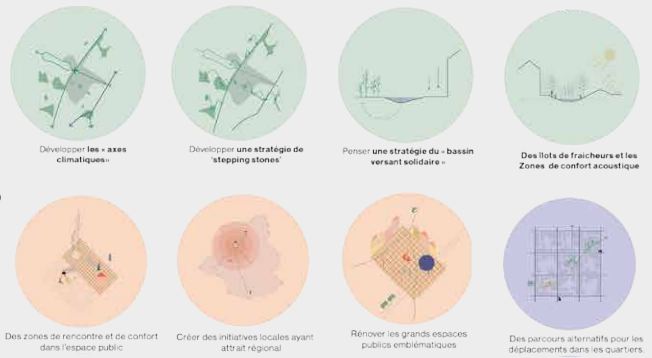 Développer les « axes
climatiques»
Développer une stratégie de
'stepping stones'
Penser une stratégie du « bassin
versant solidaire »
Des îlots de fraicheurs et les
Zones de confort acoustique
Des zones de rencontre et de confort
dans l'espace public
Créer des initiatives locales ayant
attrait régional
Rénover les grands espaces
publics emblématiques
Des parcours alternatifs pour les
déplacements dans les quartiers.